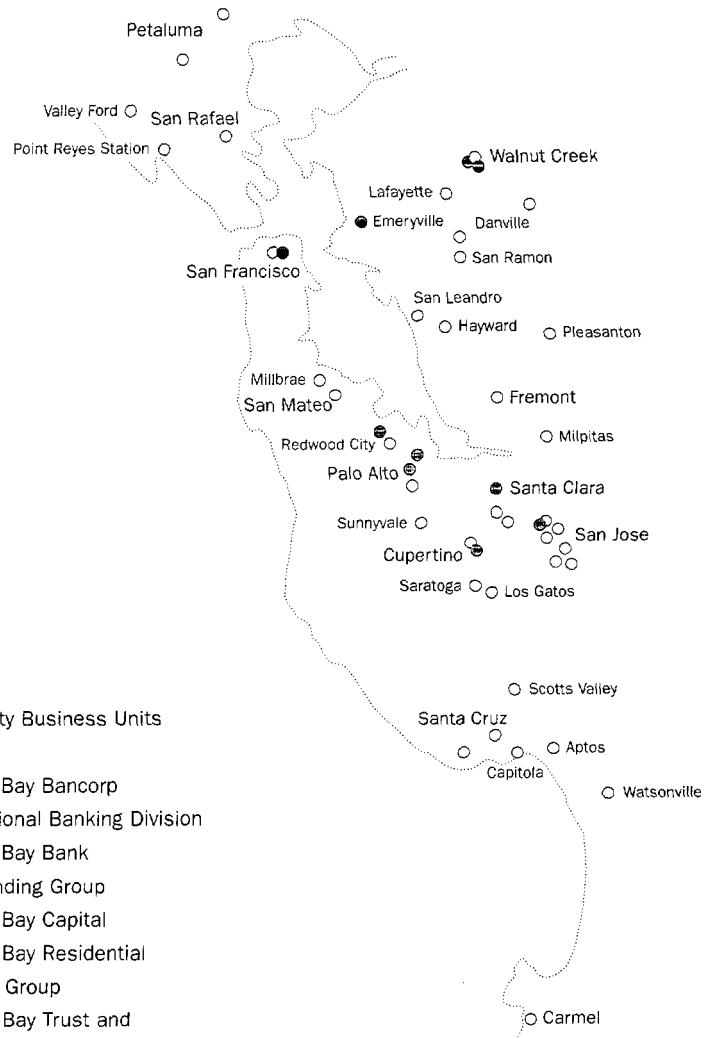 Petaluma
Valley Ford
San Rafael
Point Reyes Station
Walnut Creek
Lafayette
Emeryville
Danville
San Ramon
San Francisco
San Leandro
Hayward
Pleasanton
Millbrae
San Mateo
Fremont
Redwood City
Milpitas
Palo Alto
Santa Clara
Sunnyvale
San Jose
Cupertino
Saratoga
Los Gatos
Scotts Valley
ty Business Units
Santa Cruz
Aptos
Capitola
Bay Bancorp
Watsonville
ional Banking Division
Bay Bank
nding Group
Bay Capital
Bay Residential
Group
Bay Trust and
Carmel